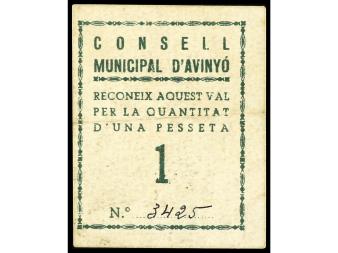 CONSELL
MUNICIPAL D'AVINYÓ
RECONEIX AQUEST VAL
PER LA QUANTITAT
D'UNA PESSETA
1
N.º 3425